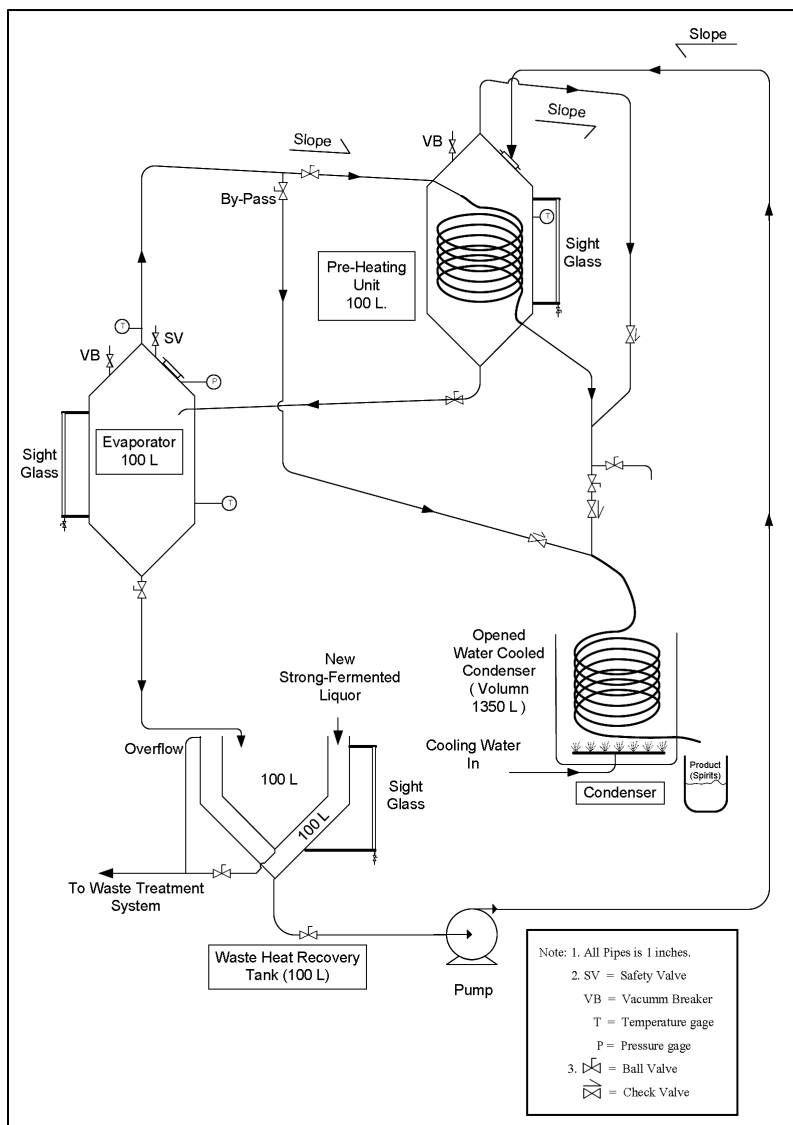 Slope
Slope
Slope
VB
By-Pass
T
Sight
Glass
Pre-Heating
Unit
100 L.
T
SV
VB
P
Evaporator
100 L
Sight
Glass
T
New
Strong-Fermented
Liquor
Opened
Water Cooled
Condenser
( Volumn
1350 L )
Overflow
Cooling Water
In
Product
(Spirits)
100 L
Sight
Glass
Condenser
100 L
To Waste Treatment
System
Waste Heat Recovery
Tank (100 L)
Pump
Note: 1. All Pipes is 1 inches.
2. SV = Safety Valve
VB = Vacumm Breaker
T = Temperature gage
P = Pressure gage
3. = Ball Valve
= Check Valve